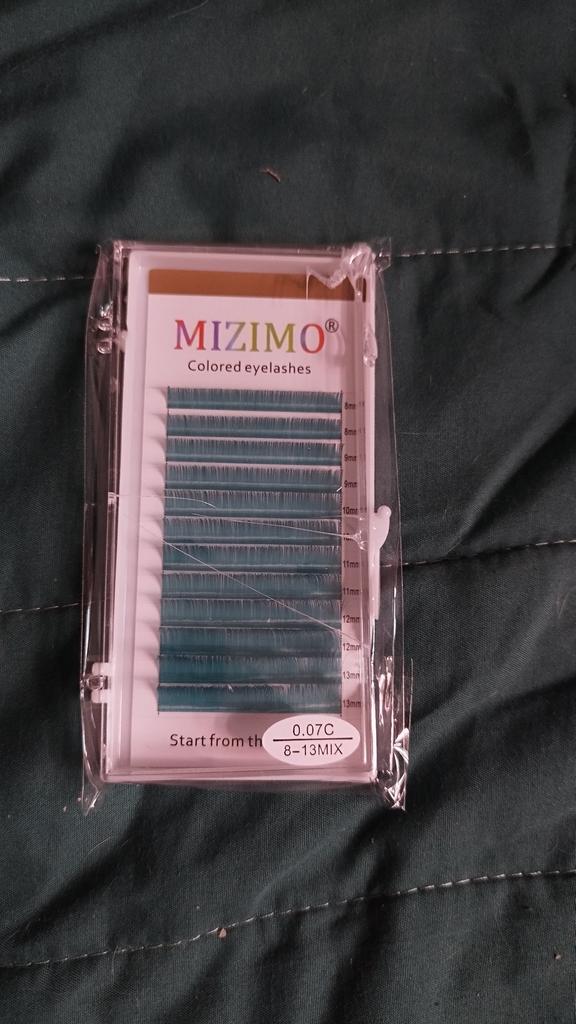 MIZIMO®
Colored eyelashes
8mm
8mm
9mm
9mm
10mm
11mm
11mm
12mm
12mm
13mm
13mm
Start from th
0.07C
8-13MIX